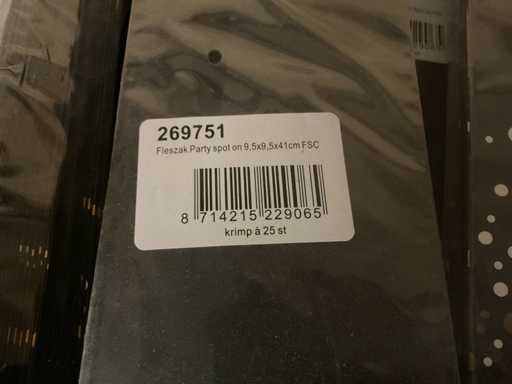 269751
Fleszak Party spot on 9,5x9,5x41cm FSC
8 714215 229065
krimp à 25 st